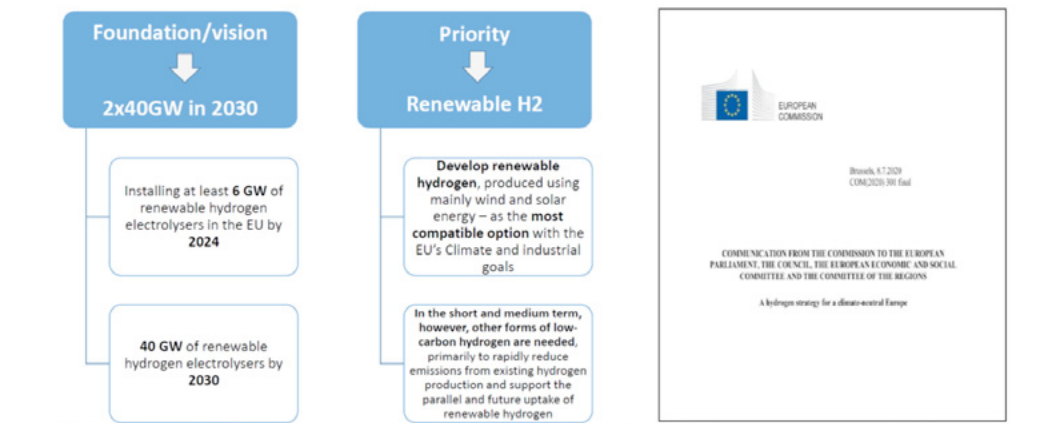 Foundation/vision
2x40GW in 2030
Installing at least 6 GW of
renewable hydrogen
electrolysers in the EU by
2024
40 GW of renewable
hydrogen electrolysers by
2030
Priority
Renewable H2
Develop renewable
hydrogen, produced using
mainly wind and solar
energy – as the most
compatible option with the
EU's Climate and industrial
goals
In the short and medium term,
however, other forms of low-
carbon hydrogen are needed,
primarily to rapidly reduce
emissions from existing hydrogen
production and support the
parallel and future uptake of
renewable hydrogen
EUROPEAN
COMMISSION
Brussels, 6.7.2020
COM(2020) 301 final
COMMUNICATION FROM THE COMMISSION TO THE EUROPEAN
PARLIAMENT, THE COUNCIL, THE EUROPEAN ECONOMIC AND SOCIAL
COMMITTEE AND THE COMMITTEE OF THE REGIONS
A hydrogen strategy for a climate-neutral Europe